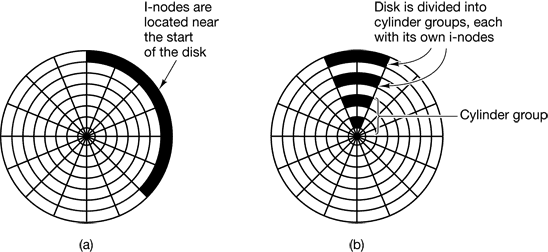 I-nodes are
located near
the start
of the disk
Disk is divided into
cylinder groups, each
with its own i-nodes
Cylinder group
(a)
(b)